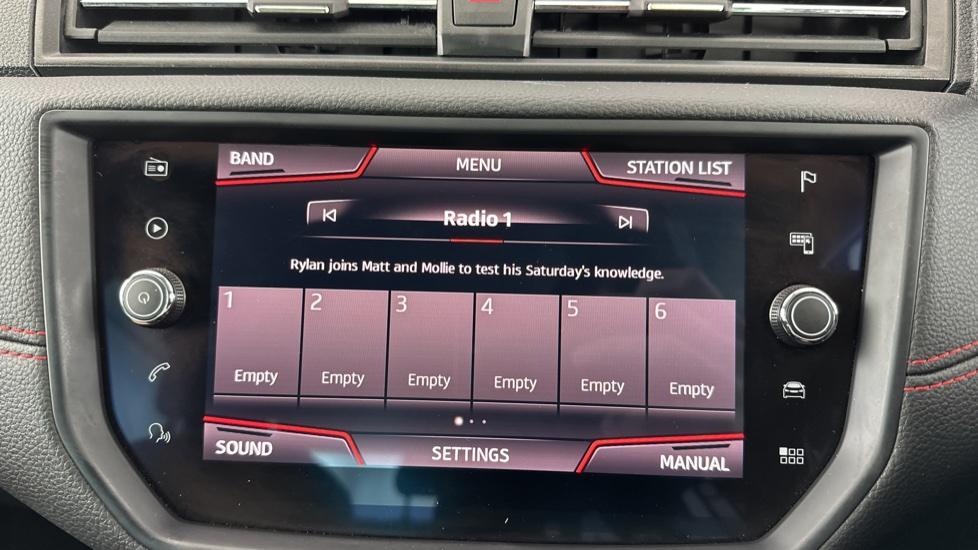 BAND MENU STATION LIST
Radio 1
Rylan joins Matt and Mollie to test his Saturday's knowledge.
1 2 3 4 5 6
Empty Empty Empty Empty Empty Empty
SOUND SETTINGS MANUAL